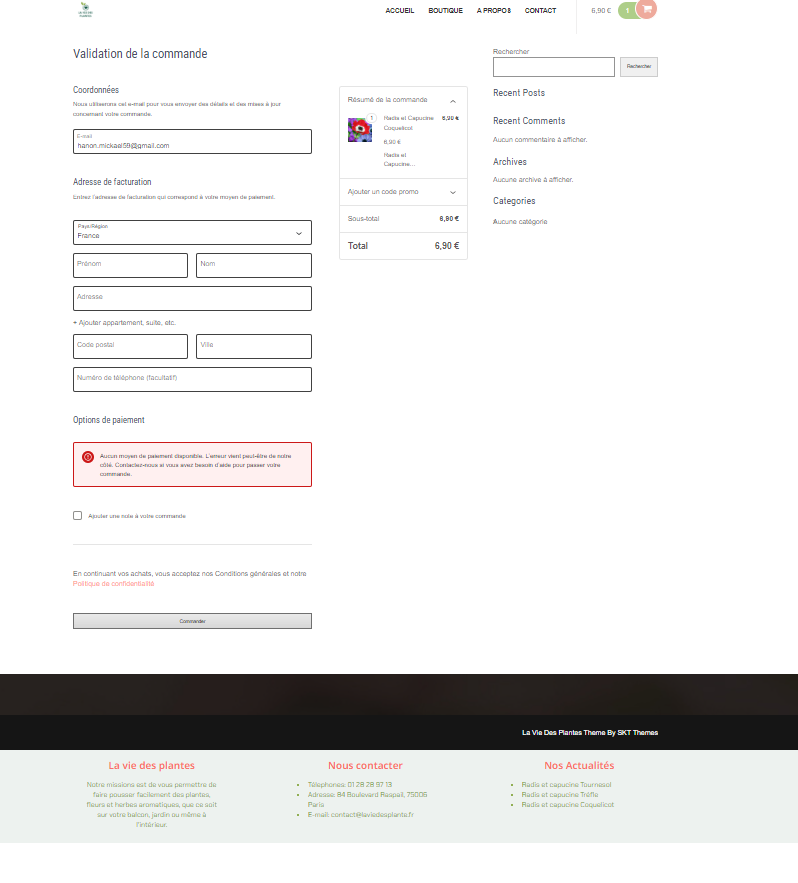 ACCUEIL BOUTIQUE A PROPOS CONTACT 6,90 € 1
Validation de la commande
Coordonnées
Nous utiliserons cet e-mail pour vous envoyer des détails et des mises à jour
concernant votre commande.
E-mail
hanon.mickael59@gmail.com
Adresse de facturation
Entrez l'adresse de facturation qui correspond à votre moyen de paiement.
Pays/Région
France
Prénom Nom
Adresse
+ Ajouter appartement, suite, etc.
Code postal Ville
Numéro de téléphone (facultatif)
Options de paiement
Aucun moyen de paiement disponible. L'erreur vient peut-être de notre
côté. Contactez-nous si vous avez besoin d'aide pour passer votre
commande.
Ajouter une note à votre commande
En continuant vos achats, vous acceptez nos Conditions générales et notre
Politique de confidentialité
Commander
Résumé de la commande
1 Radis et Capucine 6,90 €
Coquelicot
6,90 €
Radis et
Capucine…
Ajouter un code promo
Sous-total 6,90 €
Total 6,90 €
Rechercher
Rechercher
Recent Posts
Recent Comments
Aucun commentaire à afficher.
Archives
Aucune archive à afficher.
Categories
Aucune catégorie
La Vie Des Plantes Theme By SKT Themes
La vie des plantes
Notre missions est de vous permettre de
faire pousser facilement des plantes,
fleurs et herbes aromatiques, que ce soit
sur votre balcon, jardin ou même à
l'intérieur.
Nous contacter
Télephones: 01 28 28 97 13
Adresse: 84 Boulevard Raspail, 75006
Paris
E-mail: contact@laviedesplante.fr
Nos Actualités
Radis et capucine Tournesol
Radis et capucine Trèfle
Radis et capucine Coquelicot